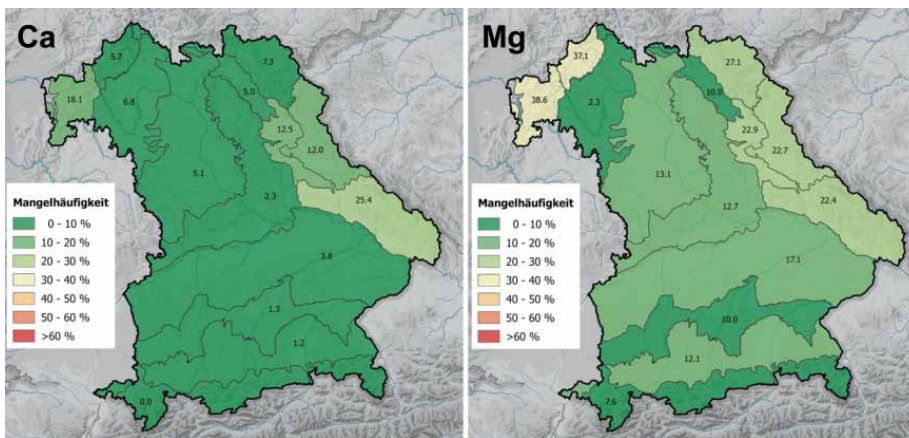 Ca
5.7
7.3
18.1
6.8
5.0
12.5
12.0
5.1
2.3
25.4
3.8
1.3
1.2
0.0
Mangelhäufigkeit
0 - 10 %
10 - 20 %
20 - 30 %
30 - 40 %
40 - 50 %
50 - 60 %
>60 %
Mg
37.1
27.1
38.6
2.3
10.0
22.9
22.7
13.1
12.7
22.4
17.1
10.0
12.1
7.6
Mangelhäufigkeit
0 - 10 %
10 - 20 %
20 - 30 %
30 - 40 %
40 - 50 %
50 - 60 %
>60 %